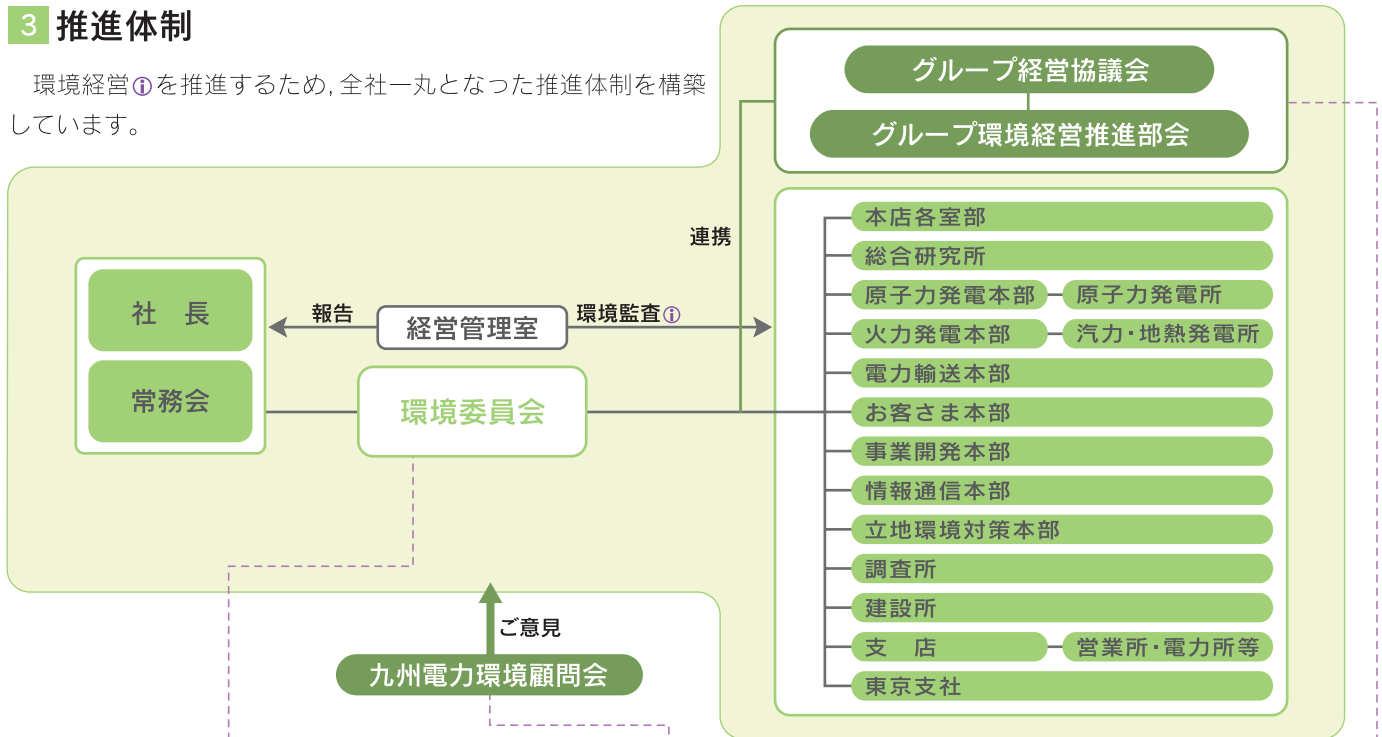 3 推進体制
環境経営ⓘを推進するため，全社一丸となった推進体制を構築
しています。
グループ経営協議会
グループ環境経営推進部会
連携
社　長
常務会
報告
経営管理室
環境監査ⓘ
環境委員会
本店各室部
総合研究所
原子力発電本部 原子力発電所
火力発電本部 汽力・地熱発電所
電力輸送本部
お客さま本部
事業開発本部
情報通信本部
立地環境対策本部
調査所
建設所
支　店 営業所・電力所等
東京支社
ご意見
九州電力環境顧問会